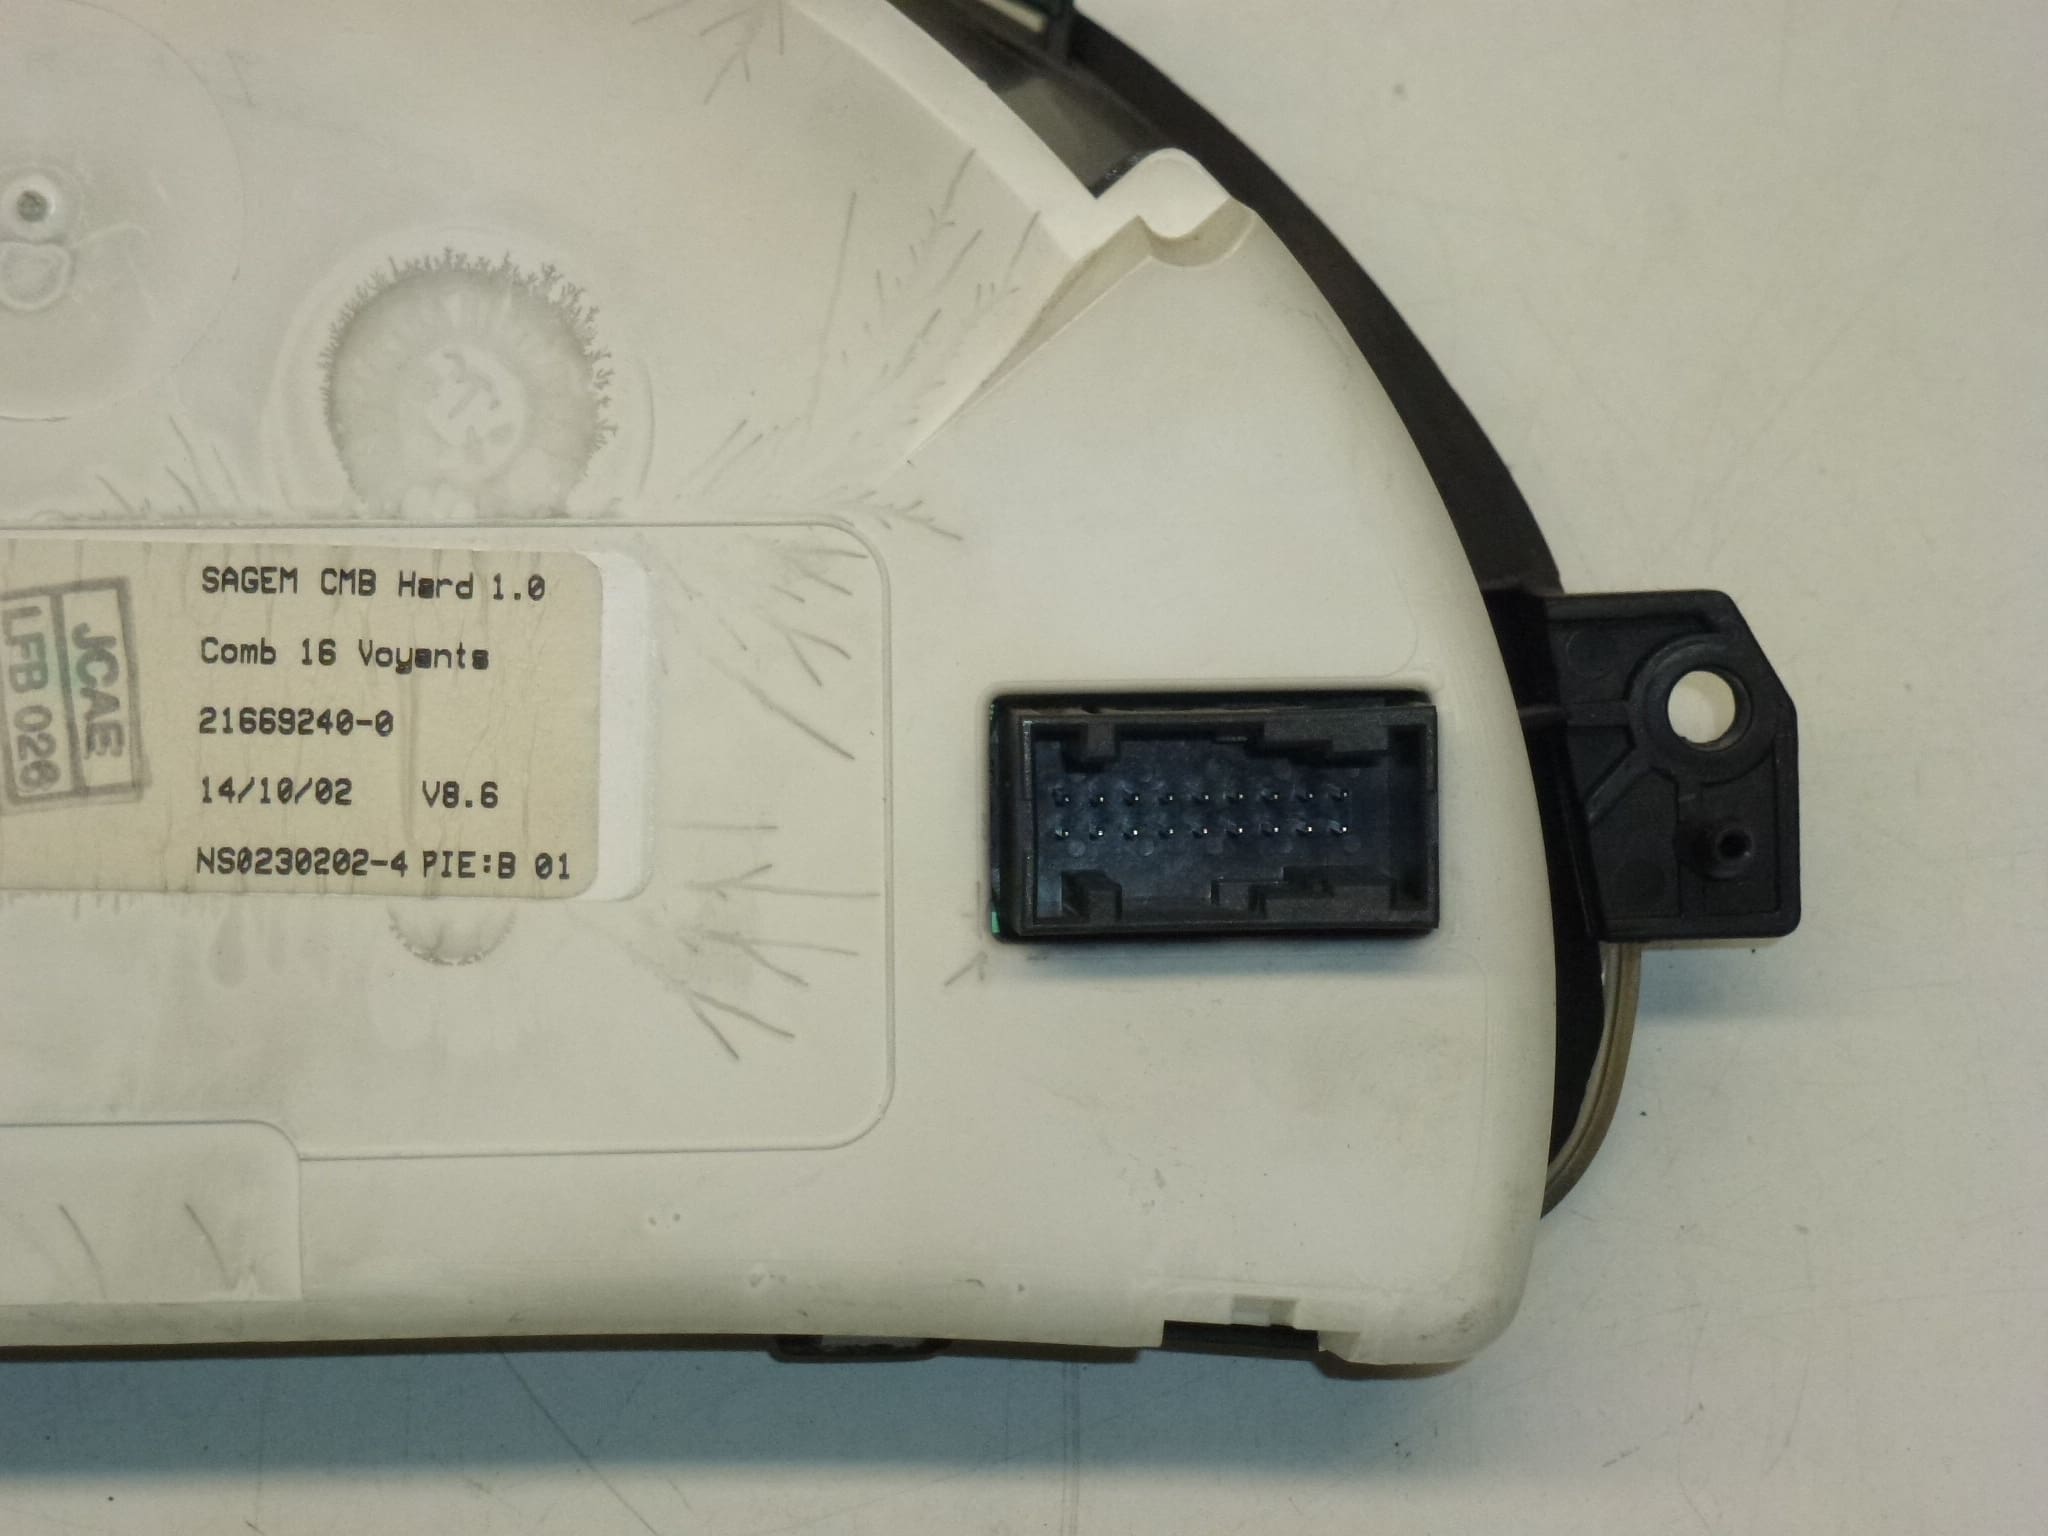 SAGEM CMB Hard 1.0
Comb 16 Voyants
21669240-0
14/10/02 V8.6
NS0230202-4 PIE:B 01
JCAE
LFB 026